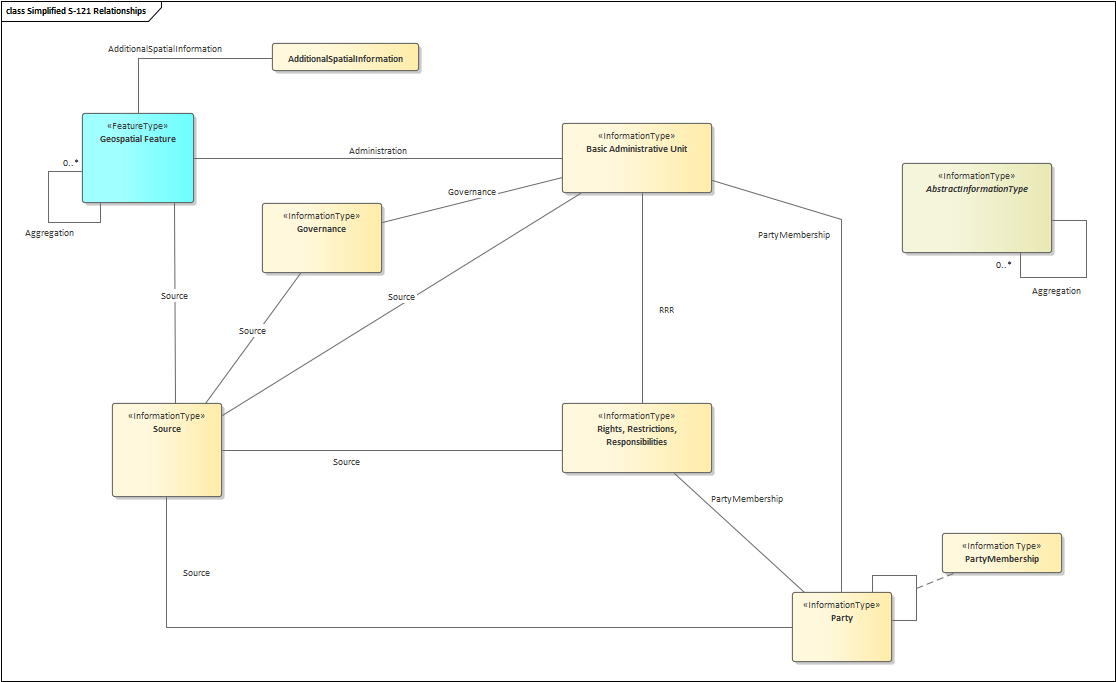 class Simplified S-121 Relationships
AdditionalSpatialInformation
AdditionalSpatialInformation
«FeatureType»
Geospatial Feature
0..*
Aggregation
Administration
«InformationType»
Basic Administrative Unit
«InformationType»
AbstractInformationType
0..*
Aggregation
Governance
«InformationType»
Governance
PartyMembership
Source
Source
Source
RRR
«InformationType»
Source
«InformationType»
Rights, Restrictions,
Responsibilities
Source
PartyMembership
«Information Type»
PartyMembership
Source
«InformationType»
Party